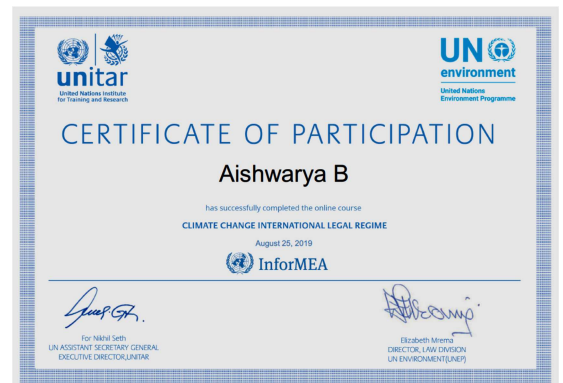 unitar
United Nations Institute
for Training and Research
UN
environment
United Nations
Environment Programme
CERTIFICATE OF PARTICIPATION
Aishwarya B
has successfully completed the online course
CLIMATE CHANGE INTERNATIONAL LEGAL REGIME
August 25, 2019
InforMEA
For Nikhil Seth
UN ASSISTANT SECRETARY GENERAL
EXECUTIVE DIRECTOR,UNITAR
Elizabeth Mrema
DIRECTOR, LAW DIVISION
UN ENVIRONMENT(UNEP)